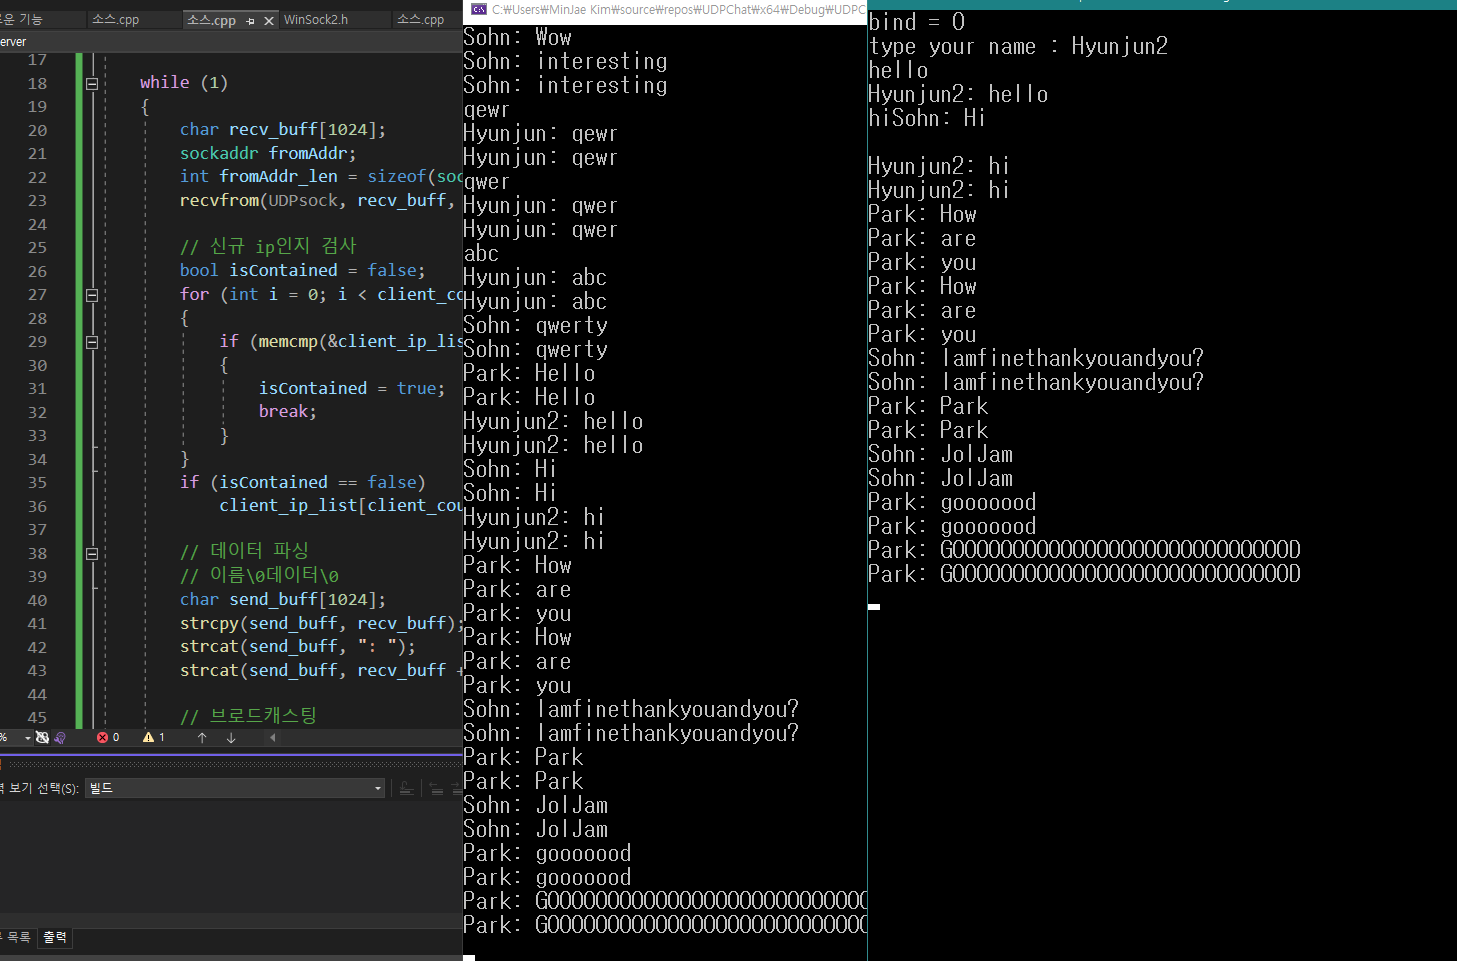 로운 기능
소스.cpp
소스.cpp
WinSock2.h
소스.cpp
erver
17
18 while (1)
19 {
20 char recv_buff[1024];
21 sockaddr fromAddr;
22 int fromAddr_len = sizeof(soc
23 recvfrom(UDPsock, recv_buff,
24
25 // 신규 ip인지 검사
26 bool isContained = false;
27 for (int i = 0; i < client_co
28 {
29 if (memcmp(&client_ip_lis
30 {
31 isContained = true;
32 break;
33 }
34 }
35 if (isContained == false)
36 client_ip_list[client_cou
37
38 // 데이터 파싱
39 // 이름\0데이터\0
40 char send_buff[1024];
41 strcpy(send_buff, recv_buff);
42 strcat(send_buff, ": ");
43 strcat(send_buff, recv_buff +
44
45 // 브로드캐스팅
% 0 1
력 보기 선택(S): 빌드
목록 출력
C:₩Users₩MinJae Kim₩source₩repos₩UDPChat₩x64₩Debug₩UDPC
Sohn: Wow
Sohn: interesting
Sohn: interesting
qewr
Hyunjun: qewr
Hyunjun: qewr
qwer
Hyunjun: qwer
Hyunjun: qwer
abc
Hyunjun: abc
Hyunjun: abc
Sohn: qwerty
Sohn: qwerty
Park: Hello
Park: Hello
Hyunjun2: hello
Hyunjun2: hello
Sohn: Hi
Sohn: Hi
Hyunjun2: hi
Hyunjun2: hi
Park: How
Park: are
Park: you
Park: How
Park: are
Park: you
Sohn: Iamfinethankyouandyou?
Sohn: Iamfinethankyouandyou?
Park: Park
Park: Park
Sohn: JolJam
Sohn: JolJam
Park: gooooood
Park: gooooood
Park: GOOOOOOOOOOOOOOOOOOOOOOOOOOO
Park: GOOOOOOOOOOOOOOOOOOOOOOOOOOO
bind = 0
type your name : Hyunjun2
hello
Hyunjun2: hello
hiSohn: Hi
Hyunjun2: hi
Hyunjun2: hi
Park: How
Park: are
Park: you
Park: How
Park: are
Park: you
Sohn: Iamfinethankyouandyou?
Sohn: Iamfinethankyouandyou?
Park: Park
Park: Park
Sohn: JolJam
Sohn: JolJam
Park: gooooood
Park: gooooood
Park: GOOOOOOOOOOOOOOOOOOOOOOOOOOOOD
Park: GOOOOOOOOOOOOOOOOOOOOOOOOOOOOD